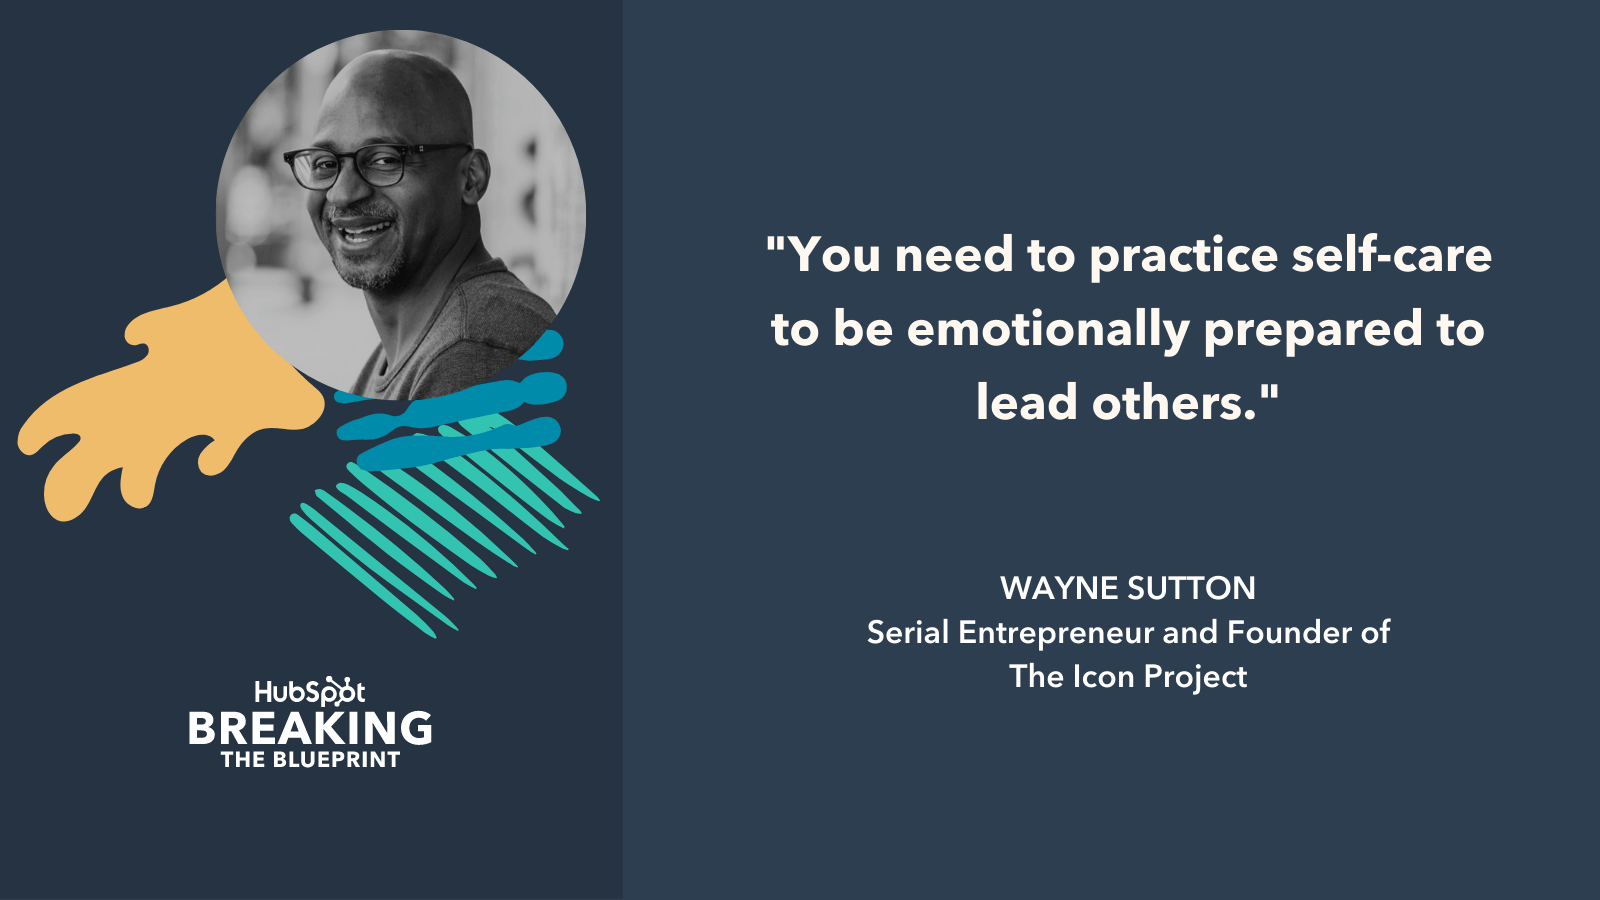 "You need to practice self-care
to be emotionally prepared to
lead others."
WAYNE SUTTON
Serial Entrepreneur and Founder of
The Icon Project
HubSpot
BREAKING
THE BLUEPRINT